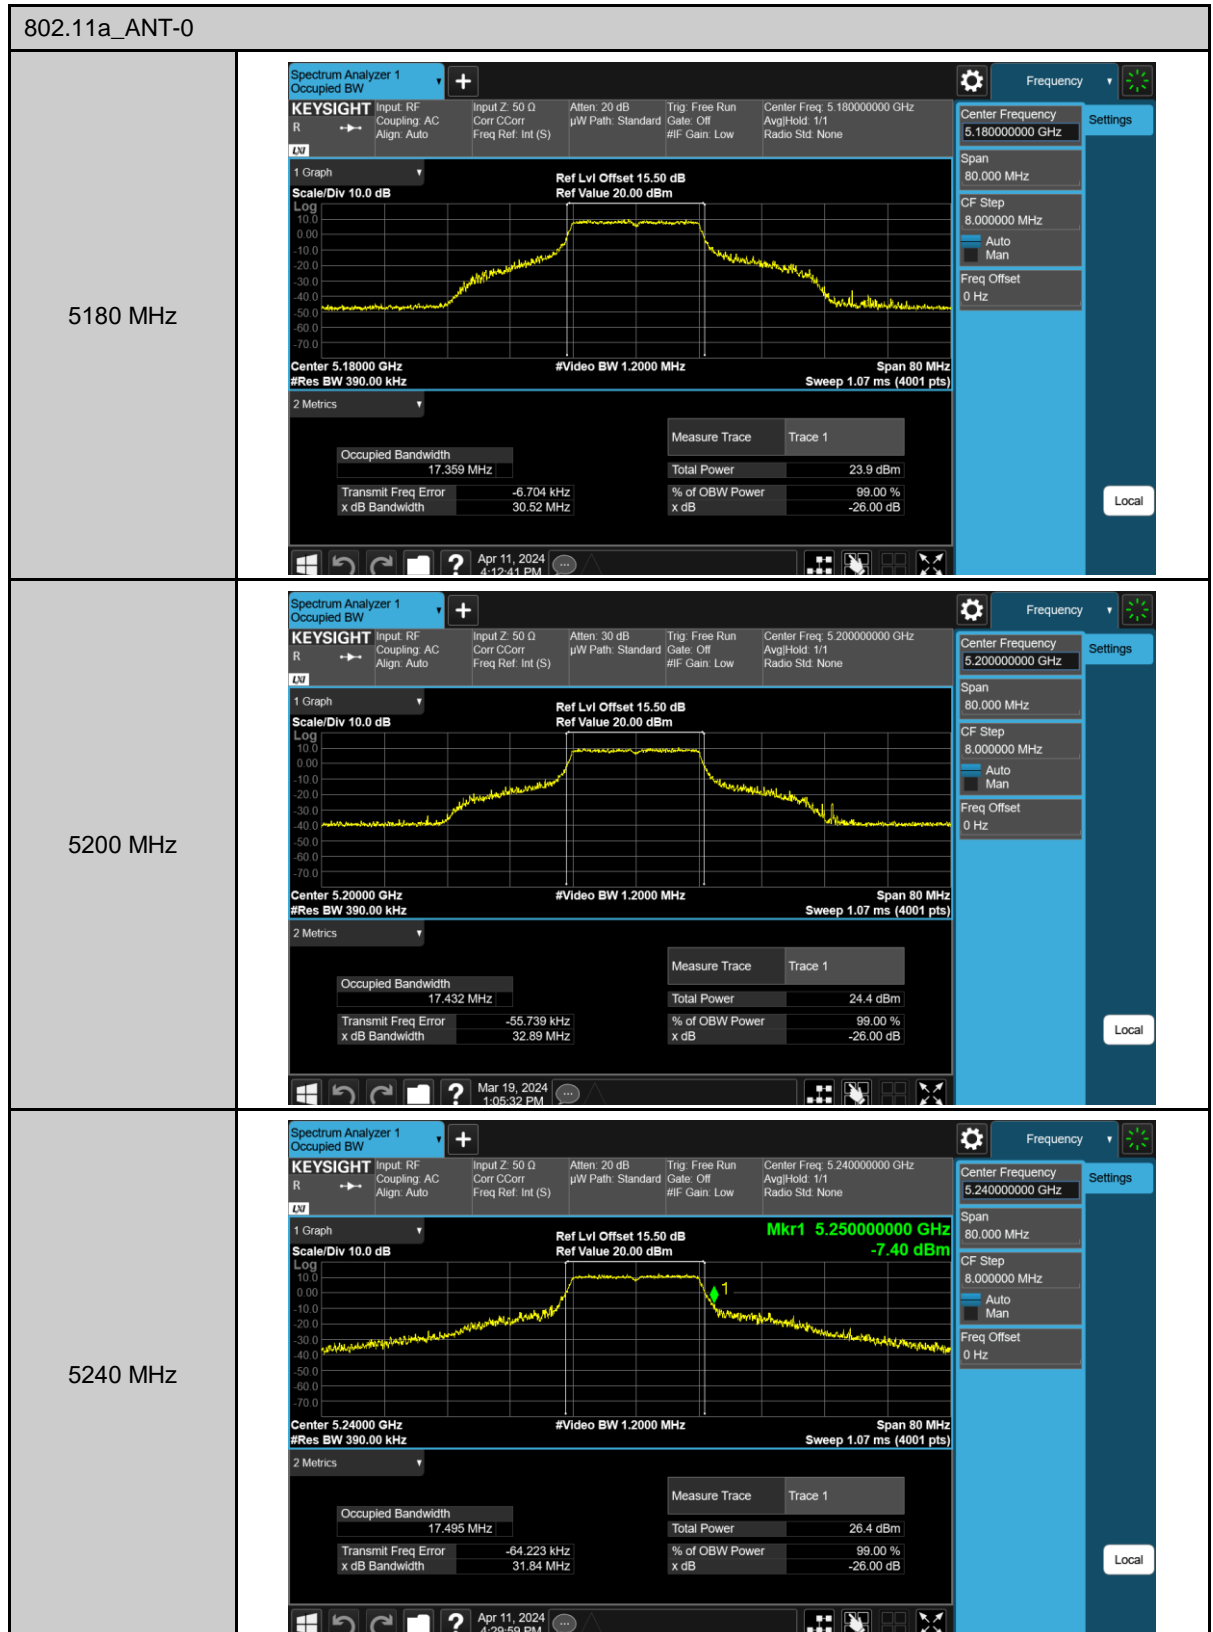 802.11a_ANT-0
5180 MHz
Spectrum Analyzer 1
Occupied BW
+
Frequency
KEYSIGHT
R
LXI
Input: RF
Coupling: AC
Align: Auto
Input Z: 50 Ω
Corr CCorr
Freq Ref: Int (S)
Atten: 20 dB
µW Path: Standard
Trig: Free Run
Gate: Off
#IF Gain: Low
Center Freq: 5.180000000 GHz
Avg|Hold: 1/1
Radio Std: None
Center Frequency
5.180000000 GHz
Settings
Span
80.000 MHz
CF Step
8.000000 MHz
Auto
Man
Freq Offset
0 Hz
Local
1 Graph
Scale/Div 10.0 dB
Ref Lvl Offset 15.50 dB
Ref Value 20.00 dBm
Log
10.0
0.00
-10.0
-20.0
-30.0
-40.0
-50.0
-60.0
-70.0
Center 5.18000 GHz
#Video BW 1.2000 MHz
Span 80 MHz
#Res BW 390.00 kHz
Sweep 1.07 ms (4001 pts)
2 Metrics
Measure Trace Trace 1
Occupied Bandwidth
17.359 MHz
Total Power 23.9 dBm
Transmit Freq Error -6.704 kHz
% of OBW Power 99.00 %
x dB Bandwidth 30.52 MHz
x dB -26.00 dB
?
Apr 11, 2024
4:12:41 PM
5200 MHz
Spectrum Analyzer 1
Occupied BW
+
Frequency
KEYSIGHT
R
LXI
Input: RF
Coupling: AC
Align: Auto
Input Z: 50 Ω
Corr CCorr
Freq Ref: Int (S)
Atten: 30 dB
µW Path: Standard
Trig: Free Run
Gate: Off
#IF Gain: Low
Center Freq: 5.200000000 GHz
Avg|Hold: 1/1
Radio Std: None
Center Frequency
5.200000000 GHz
Settings
Span
80.000 MHz
CF Step
8.000000 MHz
Auto
Man
Freq Offset
0 Hz
Local
1 Graph
Scale/Div 10.0 dB
Ref Lvl Offset 15.50 dB
Ref Value 20.00 dBm
Log
10.0
0.00
-10.0
-20.0
-30.0
-40.0
-50.0
-60.0
-70.0
Center 5.20000 GHz
#Video BW 1.2000 MHz
Span 80 MHz
#Res BW 390.00 kHz
Sweep 1.07 ms (4001 pts)
2 Metrics
Measure Trace Trace 1
Occupied Bandwidth
17.432 MHz
Total Power 24.4 dBm
Transmit Freq Error -55.739 kHz
% of OBW Power 99.00 %
x dB Bandwidth 32.89 MHz
x dB -26.00 dB
?
Mar 19, 2024
1:05:32 PM
5240 MHz
Spectrum Analyzer 1
Occupied BW
+
Frequency
KEYSIGHT
R
LXI
Input: RF
Coupling: AC
Align: Auto
Input Z: 50 Ω
Corr CCorr
Freq Ref: Int (S)
Atten: 20 dB
µW Path: Standard
Trig: Free Run
Gate: Off
#IF Gain: Low
Center Freq: 5.240000000 GHz
Avg|Hold: 1/1
Radio Std: None
Center Frequency
5.240000000 GHz
Settings
Span
80.000 MHz
CF Step
8.000000 MHz
Auto
Man
Freq Offset
0 Hz
Local
1 Graph
Scale/Div 10.0 dB
Ref Lvl Offset 15.50 dB
Ref Value 20.00 dBm
Mkr1 5.250000000 GHz
-7.40 dBm
Log
10.0
0.00
-10.0
-20.0
-30.0
-40.0
-50.0
-60.0
-70.0
1
Center 5.24000 GHz
#Video BW 1.2000 MHz
Span 80 MHz
#Res BW 390.00 kHz
Sweep 1.07 ms (4001 pts)
2 Metrics
Measure Trace Trace 1
Occupied Bandwidth
17.495 MHz
Total Power 26.4 dBm
Transmit Freq Error -64.223 kHz
% of OBW Power 99.00 %
x dB Bandwidth 31.84 MHz
x dB -26.00 dB
?
Apr 11, 2024
4:29:59 PM